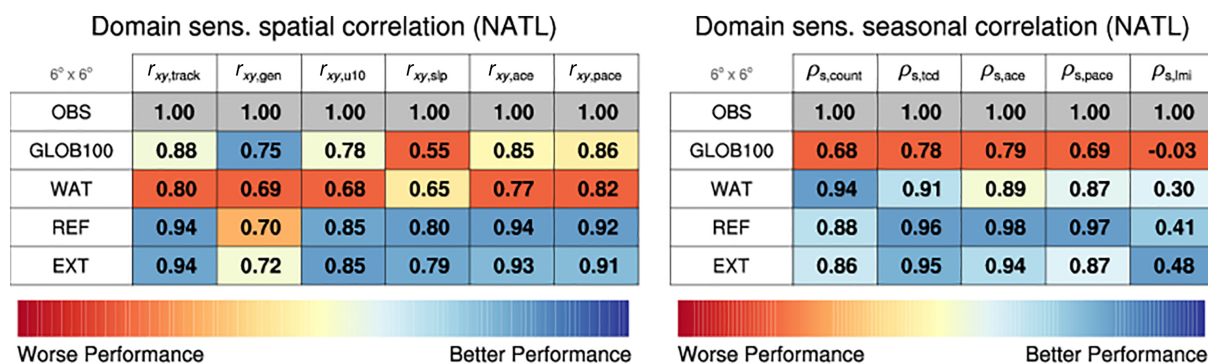 Domain sens. spatial correlation (NATL)
6° x 6° r_xy,track r_xy,gen r_xy,u10 r_xy,slp r_xy,ace r_xy,pace
OBS 1.00 1.00 1.00 1.00 1.00 1.00
GLOB100 0.88 0.75 0.78 0.55 0.85 0.86
WAT 0.80 0.69 0.68 0.65 0.77 0.82
REF 0.94 0.70 0.85 0.80 0.94 0.92
EXT 0.94 0.72 0.85 0.79 0.93 0.91
Worse Performance Better Performance
Domain sens. seasonal correlation (NATL)
6° x 6° ρ_s,count ρ_s,tcd ρ_s,ace ρ_s,pace ρ_s,lmi
OBS 1.00 1.00 1.00 1.00 1.00
GLOB100 0.68 0.78 0.79 0.69 -0.03
WAT 0.94 0.91 0.89 0.87 0.30
REF 0.88 0.96 0.98 0.97 0.41
EXT 0.86 0.95 0.94 0.87 0.48
Worse Performance Better Performance